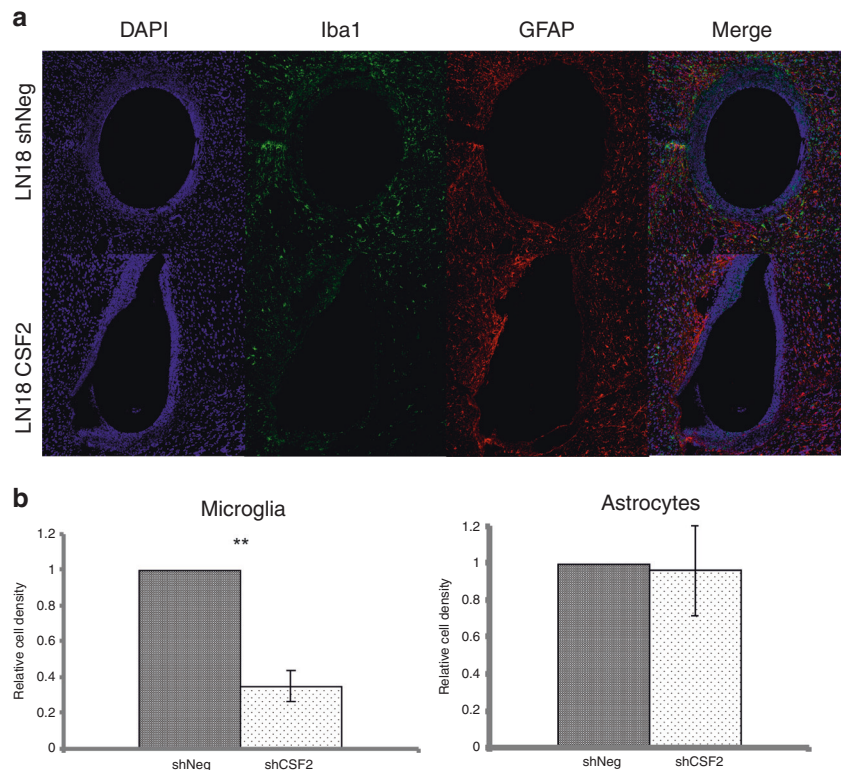 a
DAPI Iba1 GFAP Merge
LN18 shNeg
LN18 CSF2
b
Microglia
Relative cell density
1.2
1
0.8
0.6
0.4
0.2
0
**
shNeg shCSF2
Astrocytes
Relative cell density
1.2
1
0.8
0.6
0.4
0.2
0
shNeg shCSF2